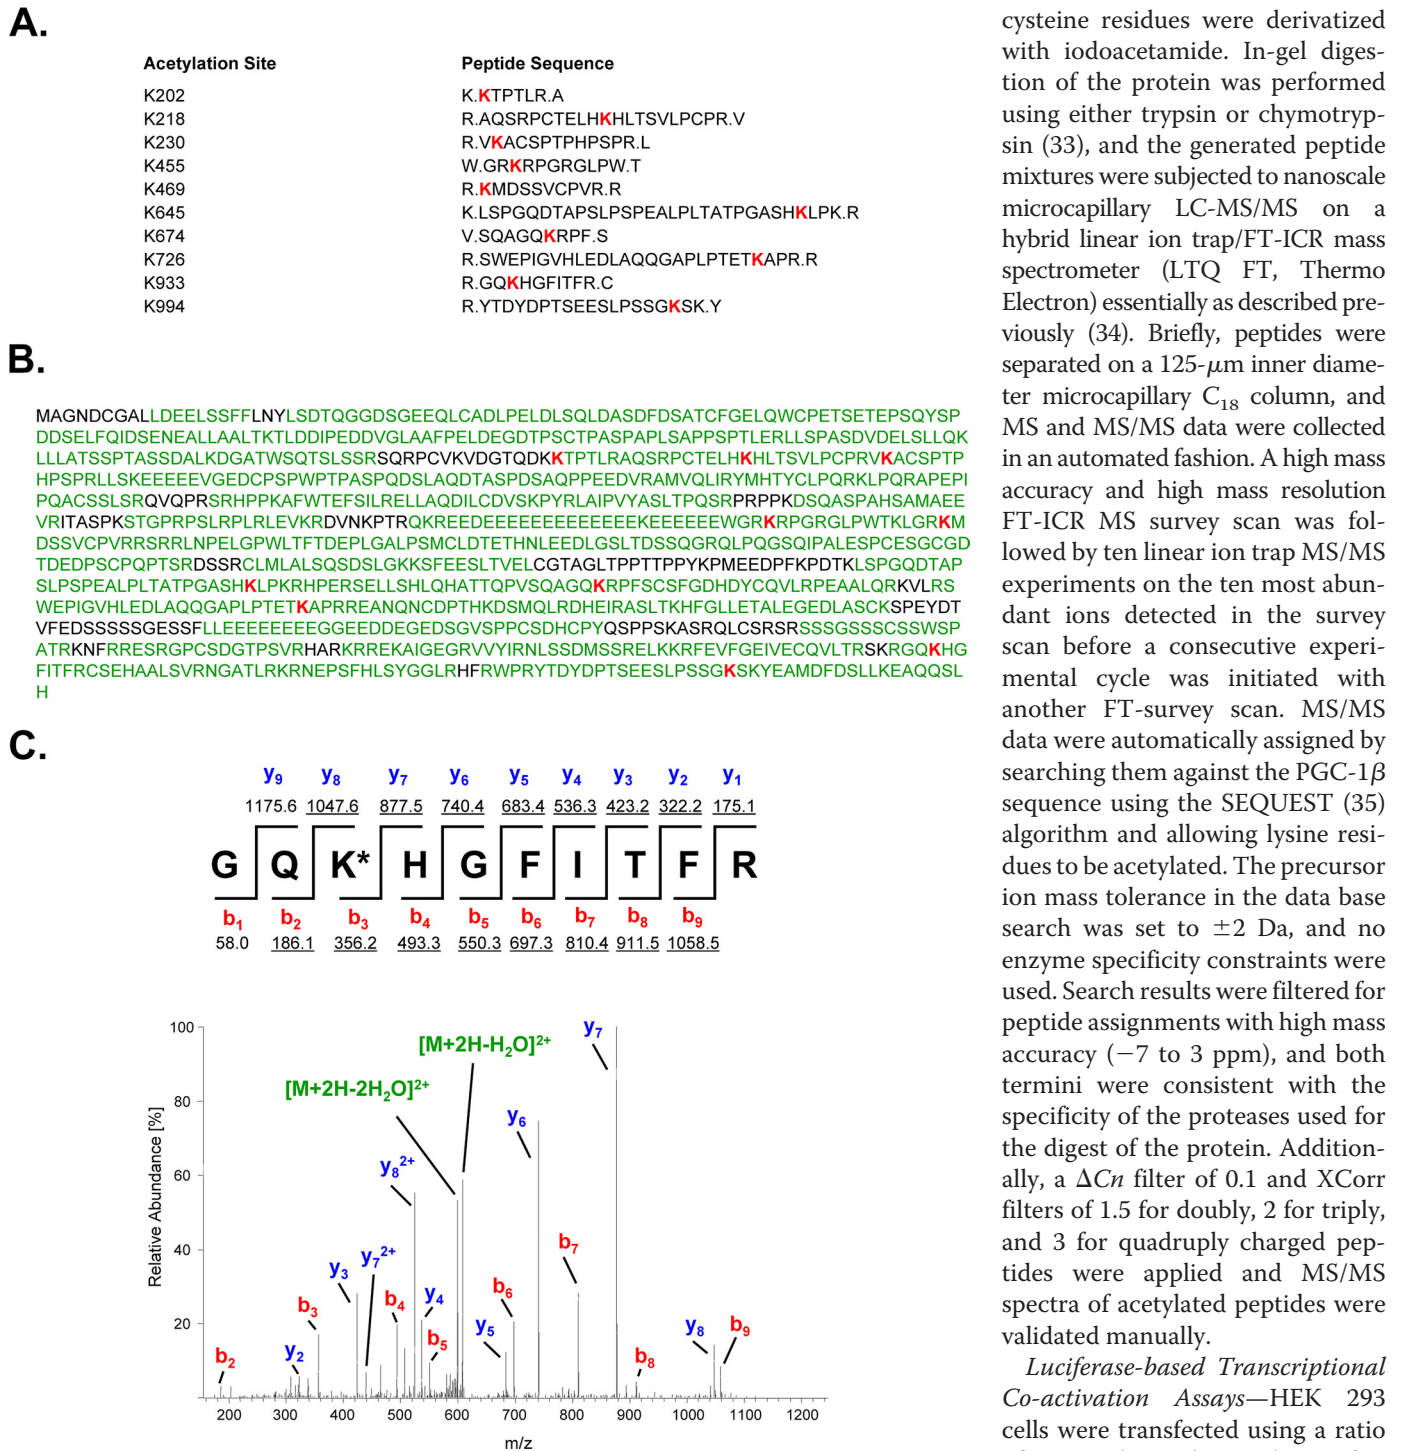 A.
Acetylation Site Peptide Sequence
K202 K.KTPTLR.A
K218 R.AQSRPCTELHKHLTSVLPCPR.V
K230 R.VKACSPTPHPSPR.L
K455 W.GRKRPGRGLPW.T
K469 R.KMDSSVCPVR.R
K645 K.LSPGQDTAPSLPSPEALPLTATPGASHKLPK.R
K674 V.SQAGQKRPF.S
K726 R.SWEPIGVHLEDLAQQGAPLPTETKAPR.R
K933 R.GQKHGFITFR.C
K994 R.YTDYDPTSEESLPSSGKSK.Y
B.
MAGNDCGALLDEELSSFFLNYLSDTQGGDSGEEQLCADLPELDLSQLDASDFDSATCFGELQWCPETSETEPSQYSP
DDSELFQIDSENEALLAALTKTLDDIPEDDVGLAAFPELDEGDTPSCTPASPAPLSAPPSPTLERLLSPASDVDELSLLQK
LLLATSSPTASSDALKDGATWSQTSLSSRSQRPCVKVDGTQDKKTPTLRAQSRPCTELHKHLTSVLPCPRVKACSPTP
HPSPRLLSKEEEEEVGEDCPSPWPTPASPQDSLAQDTASPDSAQPPEEDVRAMVQLIRYMHTYCLPQRKLPQRAPEPI
PQACSSLSRQVQPRSRHPPKAFWTEFSILRELLAQDILCDVSKPYRLAIPVYASLTPQSRPRPPKDSQASPAHSAMAEE
VRITASPKSTGPRPSLRPLRLEVKRDVNKPTRQKREEDEEEEEEEEEEEEEKEEEEEEWGRKRPGRGLPWTKLGRKM
DSSVCPVRRSRRLNPELGPWLTFTDEPLGALPSMCLDTETHNLEEDLGSLTDSSQGRQLPQGSQIPALESPCESGCGD
TDEDPSCPQPTSRDSSRCLMLALSQSDSLGKKSFEESLTVELCGTAGLTPPTTPPYKPMEEDPFKPDTKLSPGQDTAP
SLPSPEALPLTATPGASHKLPKRHPERSELLSHLQHATTQPVSQAGQKRPFSCSFGDHDYCQVLRPEAALQRKVLRS
WEPIGVHLEDLAQQGAPLPTETKAPRREANQNCDPTHKDSMQLRDHEIRASLTKHFGLLETALEGEDLASCKSPEYDT
VFEDSSSSSGESSFLLEEEEEEEEGGEEDDEGEDSGVSPPCSDHCPYQSPPSKASRQLCSRSRSSSGSSSCSSWSP
ATRKNFRRESRGPCSDGTPSVRHARKRREKAIGEGRVVYIRNLSSDMSSRELKKRFEVFGEIVECQVLTRSKRGQKHG
FITFRCSEHAALSVRNGATLRKRNEPSFHLSYGGLRHFRWPRYTDYDPTSEESLPSSGKSKYEAMDFDSLLKEAQQSL
H
C.
y9 y8 y7 y6 y5 y4 y3 y2 y1
1175.6 1047.6 877.5 740.4 683.4 536.3 423.2 322.2 175.1
G Q K* H G F I T F R
b1 b2 b3 b4 b5 b6 b7 b8 b9
58.0 186.1 356.2 493.3 550.3 697.3 810.4 911.5 1058.5
Relative Abundance [%]
100
80
60
40
20
[M+2H-H2O]2+
[M+2H-2H2O]2+
y7
y6
y8 2+
y7 2+
b7
y3
b3
b4
y4
b6
y5
b5
y2
b2
b8
y8
b9
200 300 400 500 600 700 800 900 1000 1100 1200
m/z
cysteine residues were derivatized
with iodoacetamide. In-gel diges-
tion of the protein was performed
using either trypsin or chymotryp-
sin (33), and the generated peptide
mixtures were subjected to nanoscale
microcapillary LC-MS/MS on a
hybrid linear ion trap/FT-ICR mass
spectrometer (LTQ FT, Thermo
Electron) essentially as described pre-
viously (34). Briefly, peptides were
separated on a 125-μm inner diame-
ter microcapillary C18 column, and
MS and MS/MS data were collected
in an automated fashion. A high mass
accuracy and high mass resolution
FT-ICR MS survey scan was fol-
lowed by ten linear ion trap MS/MS
experiments on the ten most abun-
dant ions detected in the survey
scan before a consecutive experi-
mental cycle was initiated with
another FT-survey scan. MS/MS
data were automatically assigned by
searching them against the PGC-1β
sequence using the SEQUEST (35)
algorithm and allowing lysine resi-
dues to be acetylated. The precursor
ion mass tolerance in the data base
search was set to ±2 Da, and no
enzyme specificity constraints were
used. Search results were filtered for
peptide assignments with high mass
accuracy (−7 to 3 ppm), and both
termini were consistent with the
specificity of the proteases used for
the digest of the protein. Addition-
ally, a ΔCn filter of 0.1 and XCorr
filters of 1.5 for doubly, 2 for triply,
and 3 for quadruply charged pep-
tides were applied and MS/MS
spectra of acetylated peptides were
validated manually.
Luciferase-based Transcriptional
Co-activation Assays—HEK 293
cells were transfected using a ratio